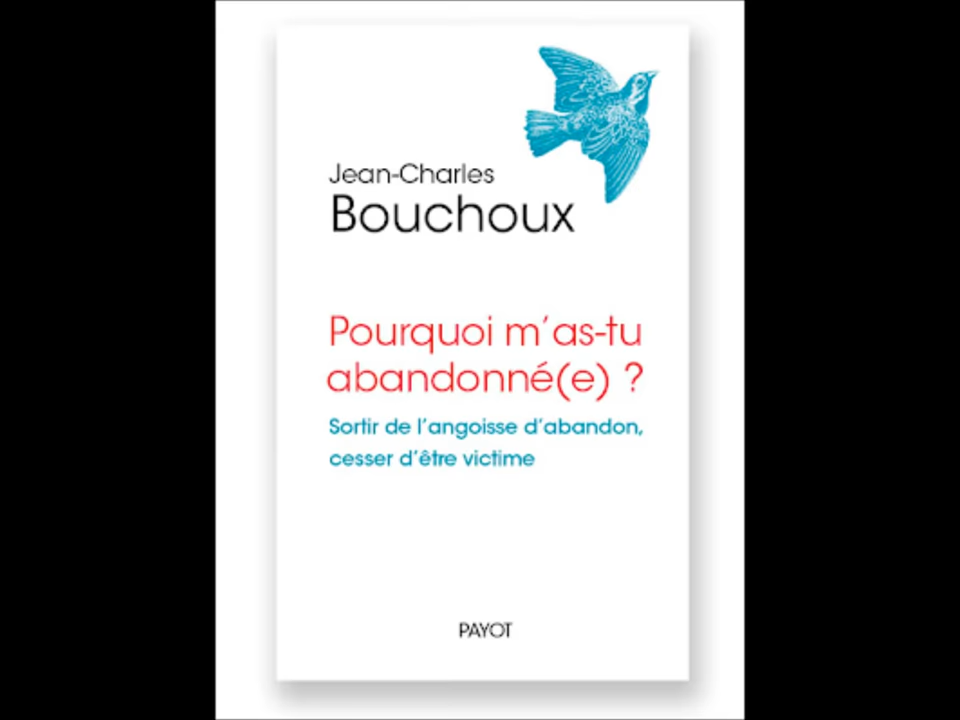 Jean-Charles
Bouchoux
Pourquoi m'as-tu
abandonné(e) ?
Sortir de l'angoisse d'abandon,
cesser d'être victime
PAYOT